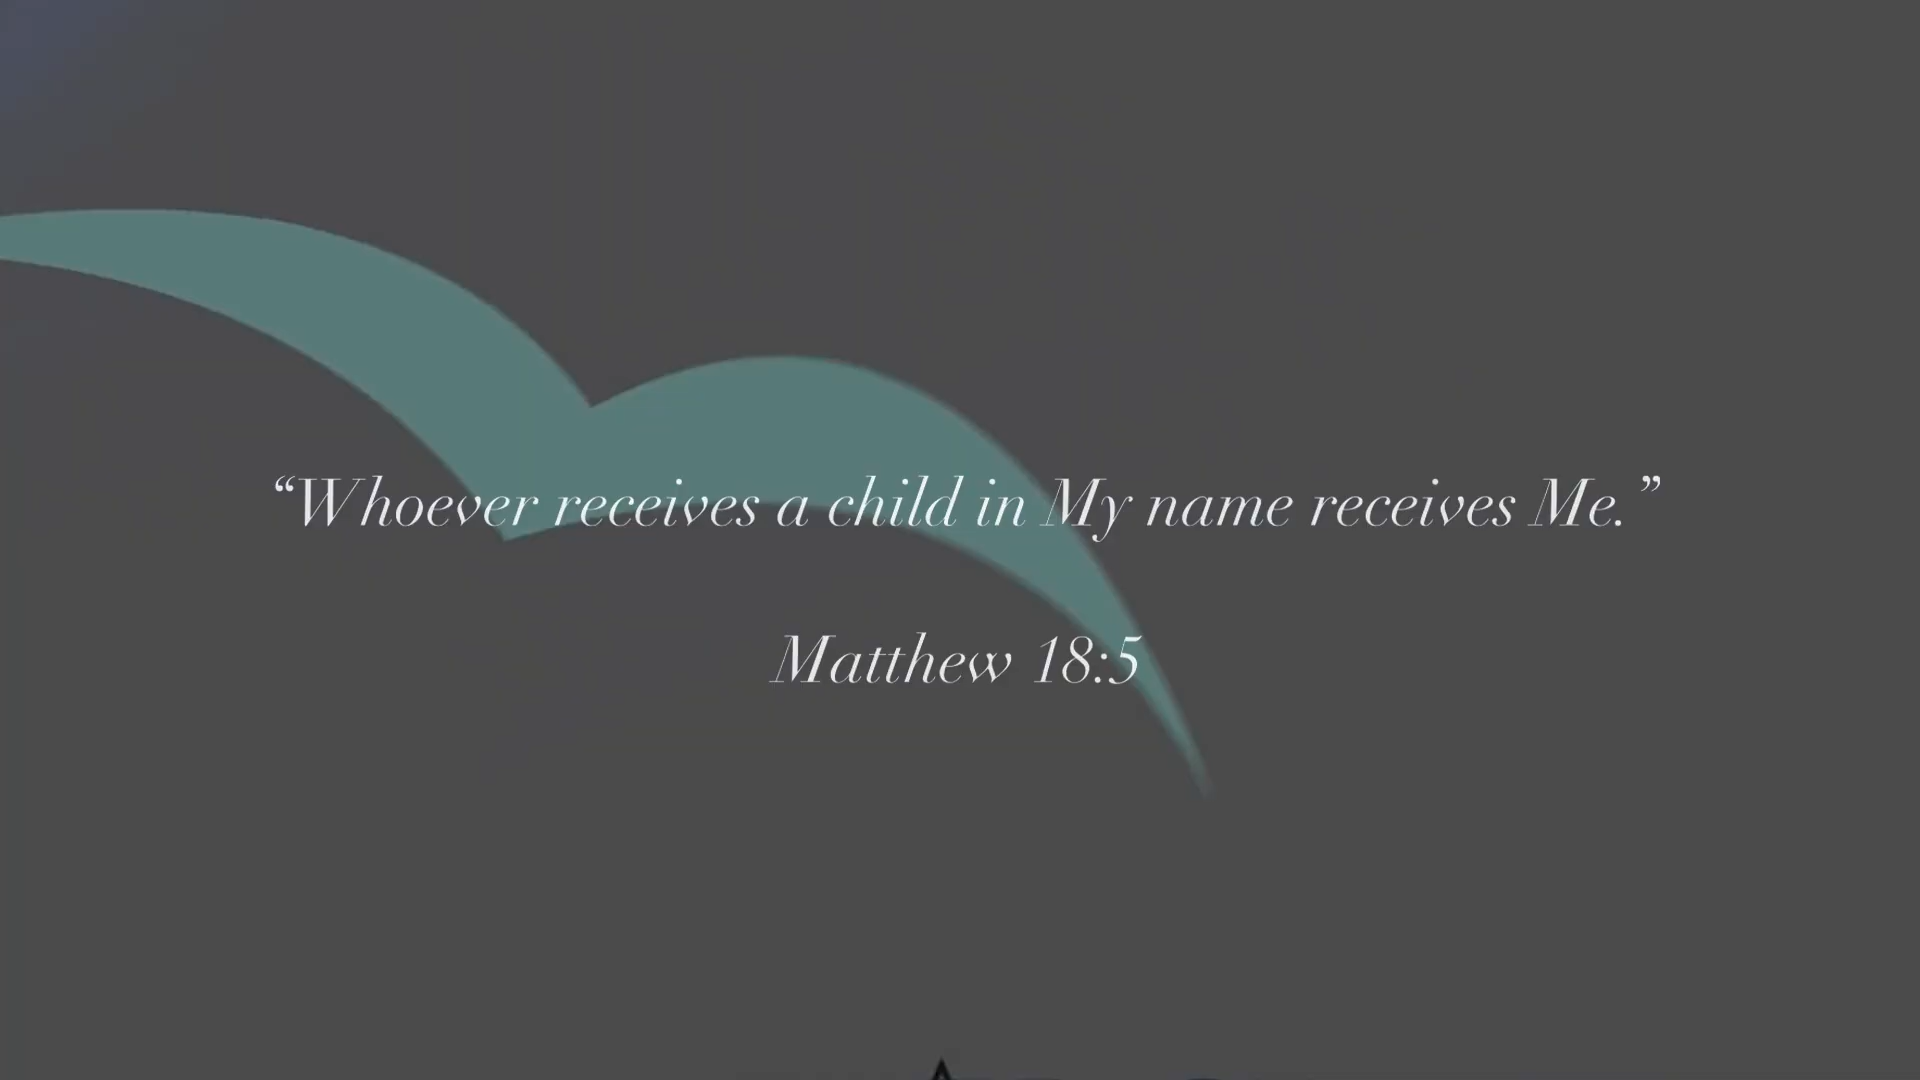 “Whoever receives a child in My name receives Me.”
Matthew 18:5